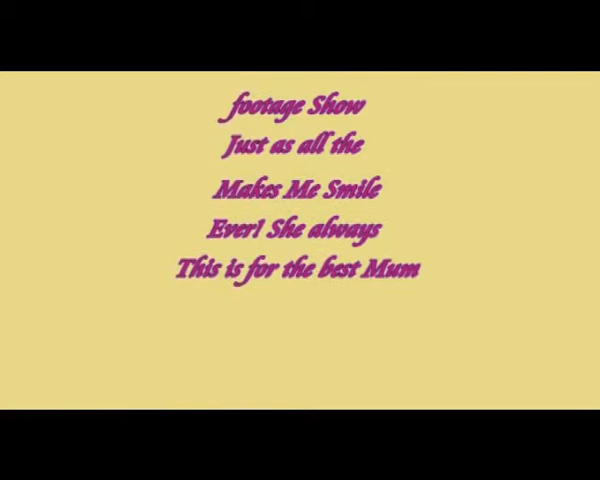 footage Show
Just as all the
Makes Me Smile
Ever! She always
This is for the best Mum